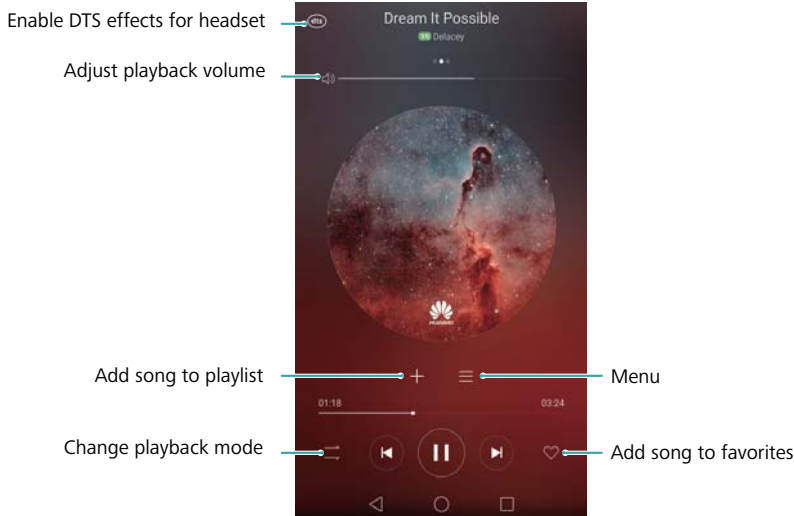 Enable DTS effects for headset
dts
Dream It Possible
Delacey
Adjust playback volume
HUAWEI
Add song to playlist
Menu
01:18
03:24
Change playback mode
Add song to favorites